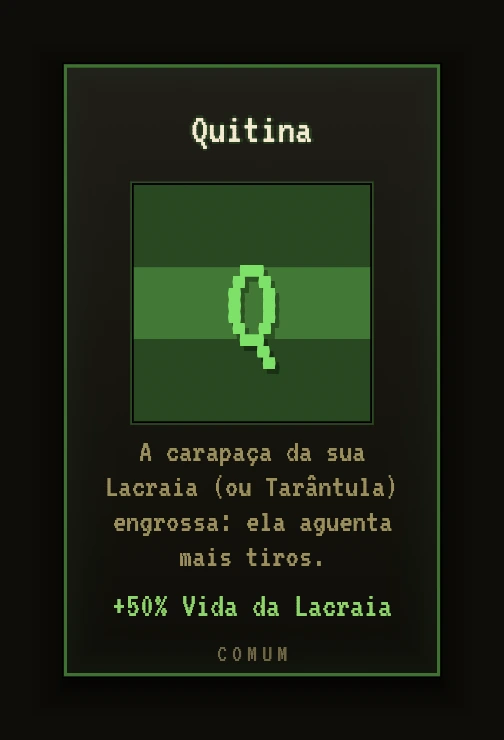 Quitina
Q
A carapaça da sua
Lacraia (ou Tarântula)
engrossa: ela aguenta
mais tiros.
+50% Vida da Lacraia
COMUM